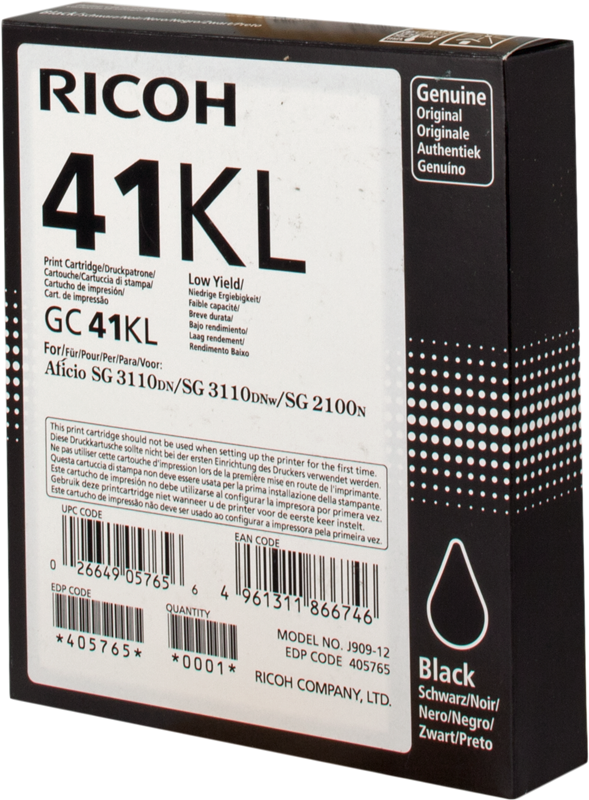 Black/Schwarz/Noir/Nero/Negro/Zwart/Preto
RICOH
41KL
Print Cartridge/Druckpatrone/
Cartouche/Cartuccia di stampa/
Cartucho de impresión/
Cart. de impressão
GC 41KL
Low Yield/
Niedrige Ergiebigkeit/
Faible capacité/
Breve durata/
Bajo rendimiento/
Laag rendement/
Rendimento Baixo
For/Für/Pour/Per/Para/Voor:
Aficio SG 3110DN/SG 3110DNw/SG 2100N
This print cartridge should not be used when setting up the printer for the first time.
Diese Druckkartusche sollte nicht bei der ersten Einrichtung des Druckers verwendet werden.
Ne pas utiliser cette cartouche d'impression lors de la première mise en route de l'imprimante.
Questa cartuccia di stampa non deve essere usata per la prima installazione della stampante.
Este cartucho de impresión no debe utilizarse al configurar la impresora por primera vez.
Gebruik deze printcartridge niet wanneer u de printer voor de eerste keer instelt.
Este cartucho de impressão não deve ser usado ao configurar a impressora pela primeira vez.
UPC CODE
0 26649 05765 6
EAN CODE
4 961311 866746
EDP CODE
*405765*
QUANTITY
*0001*
MODEL NO. J909-12
EDP CODE 405765
RICOH COMPANY, LTD.
Genuine
Original
Originale
Authentiek
Genuino
Black
Schwarz/Noir/
Nero/Negro/
Zwart/Preto